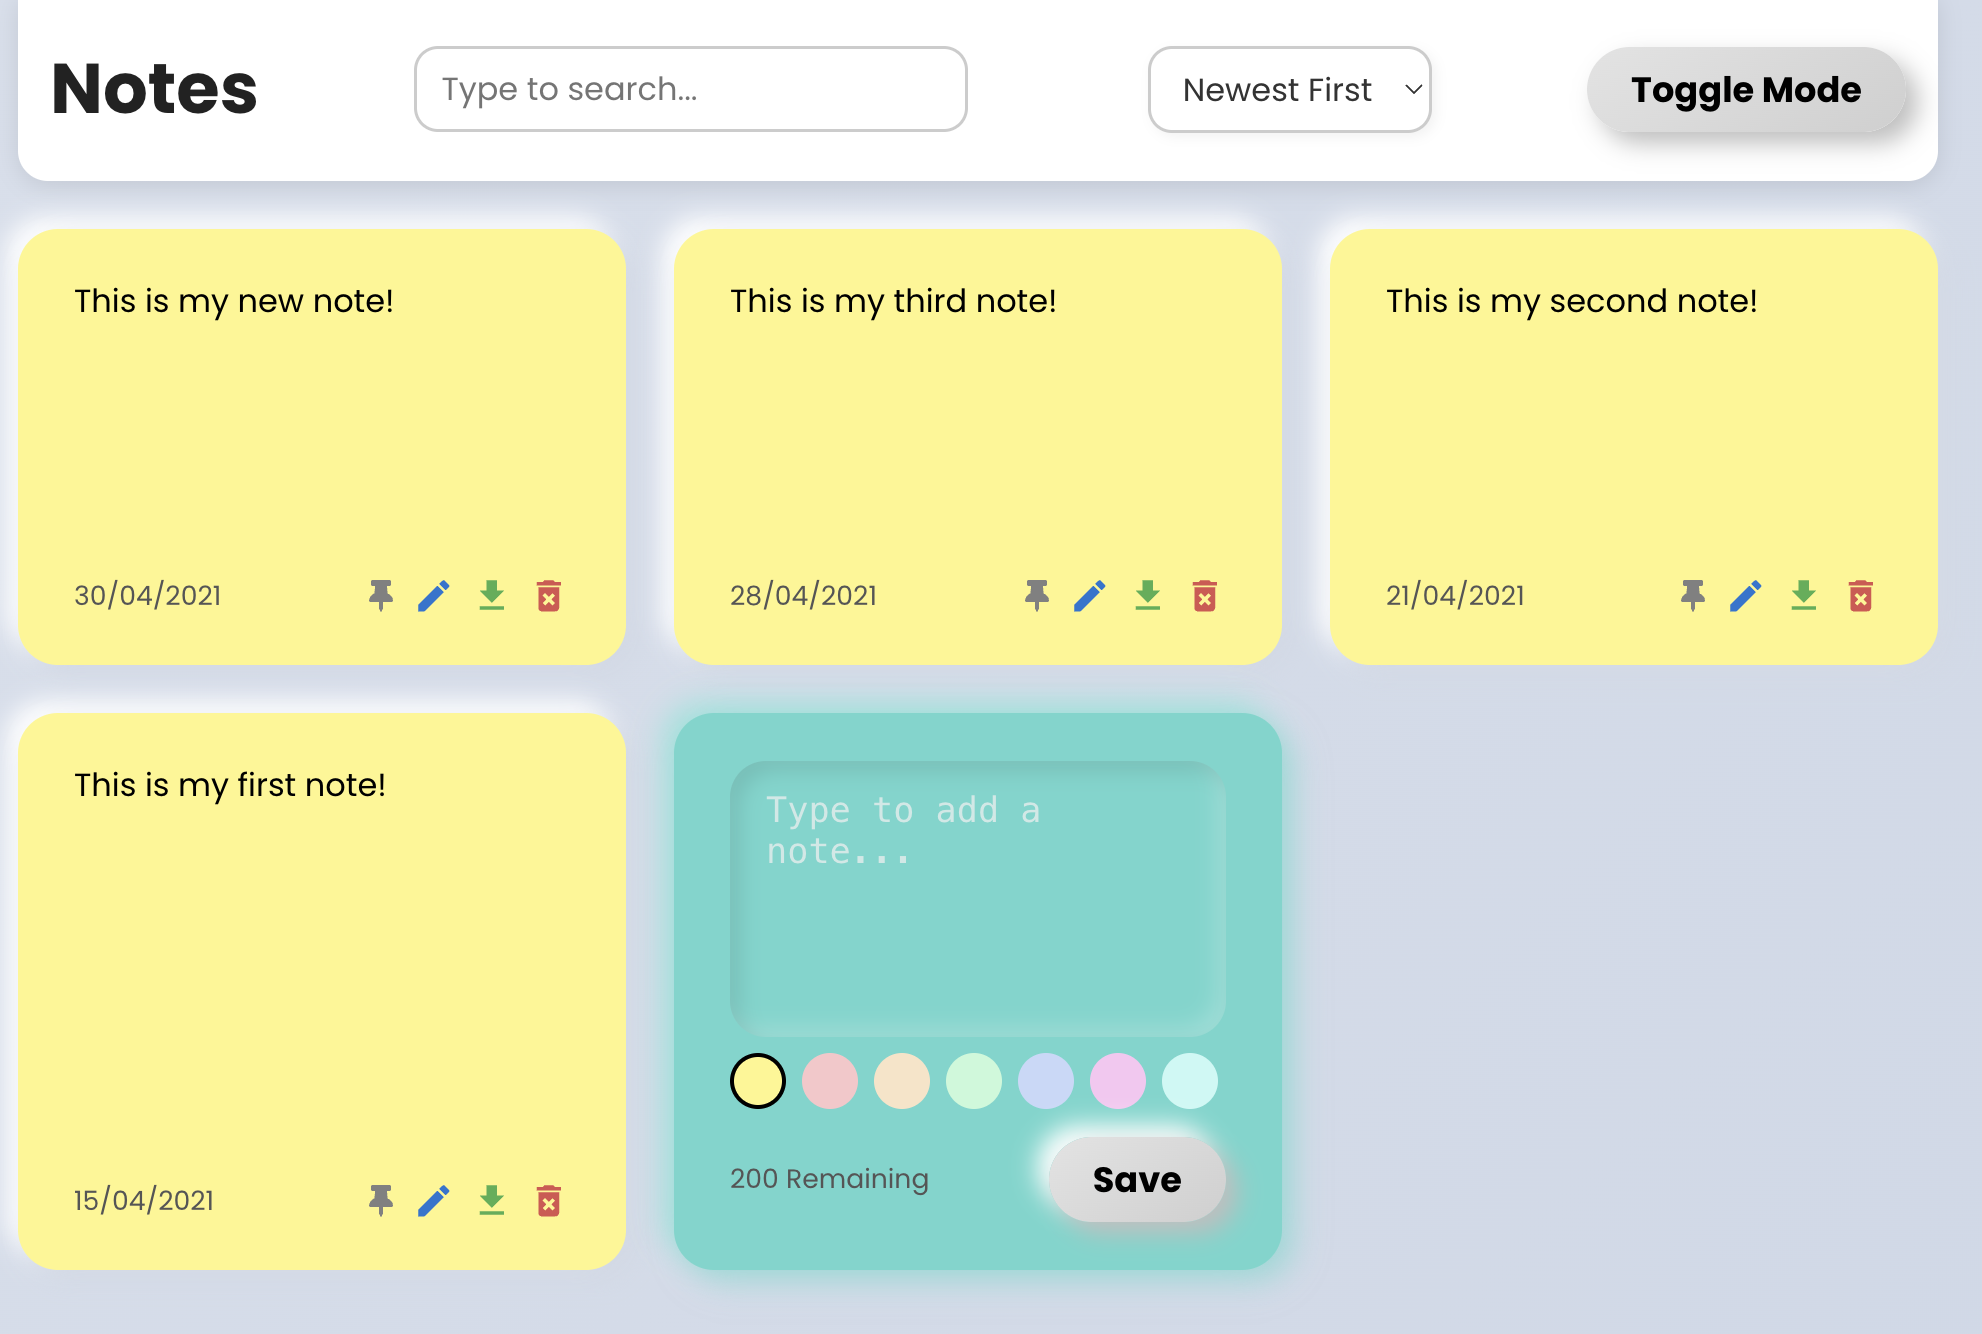 Notes
Type to search...
Newest First
Toggle Mode
This is my new note!
30/04/2021
This is my third note!
28/04/2021
This is my second note!
21/04/2021
This is my first note!
15/04/2021
Type to add a
note...
200 Remaining
Save